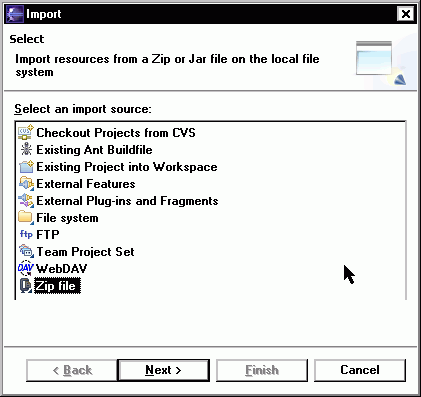 Import
Select
Import resources from a Zip or Jar file on the local file
system
Select an import source:
Checkout Projects from CVS
Existing Ant Buildfile
Existing Project into Workspace
External Features
External Plug-ins and Fragments
File system
ftp FTP
Team Project Set
DAV WebDAV
Zip file
< Back Next > Finish Cancel